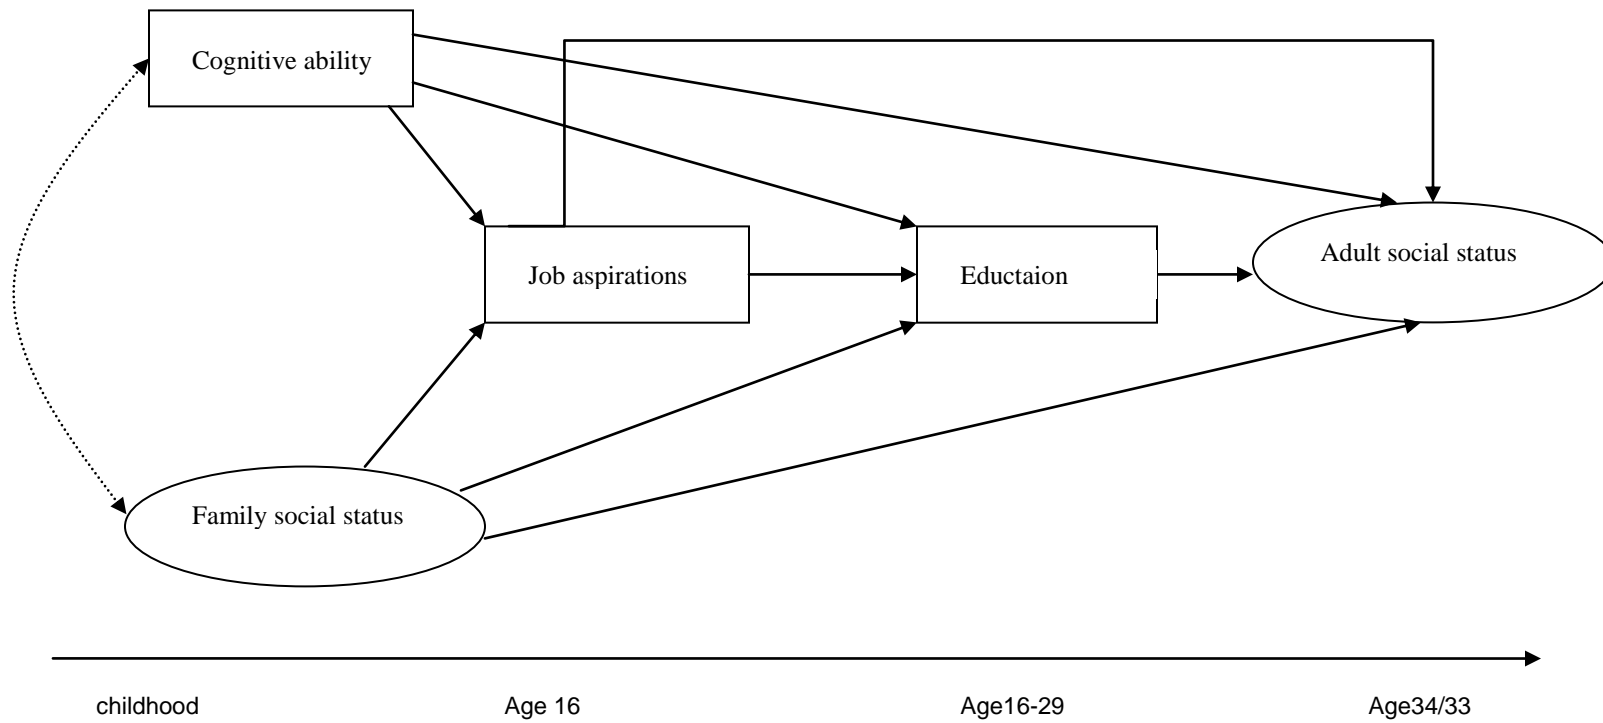 Cognitive ability
Adult social status
Job aspirations
Eductaion
Family social status
childhood
Age 16
Age16-29
Age34/33